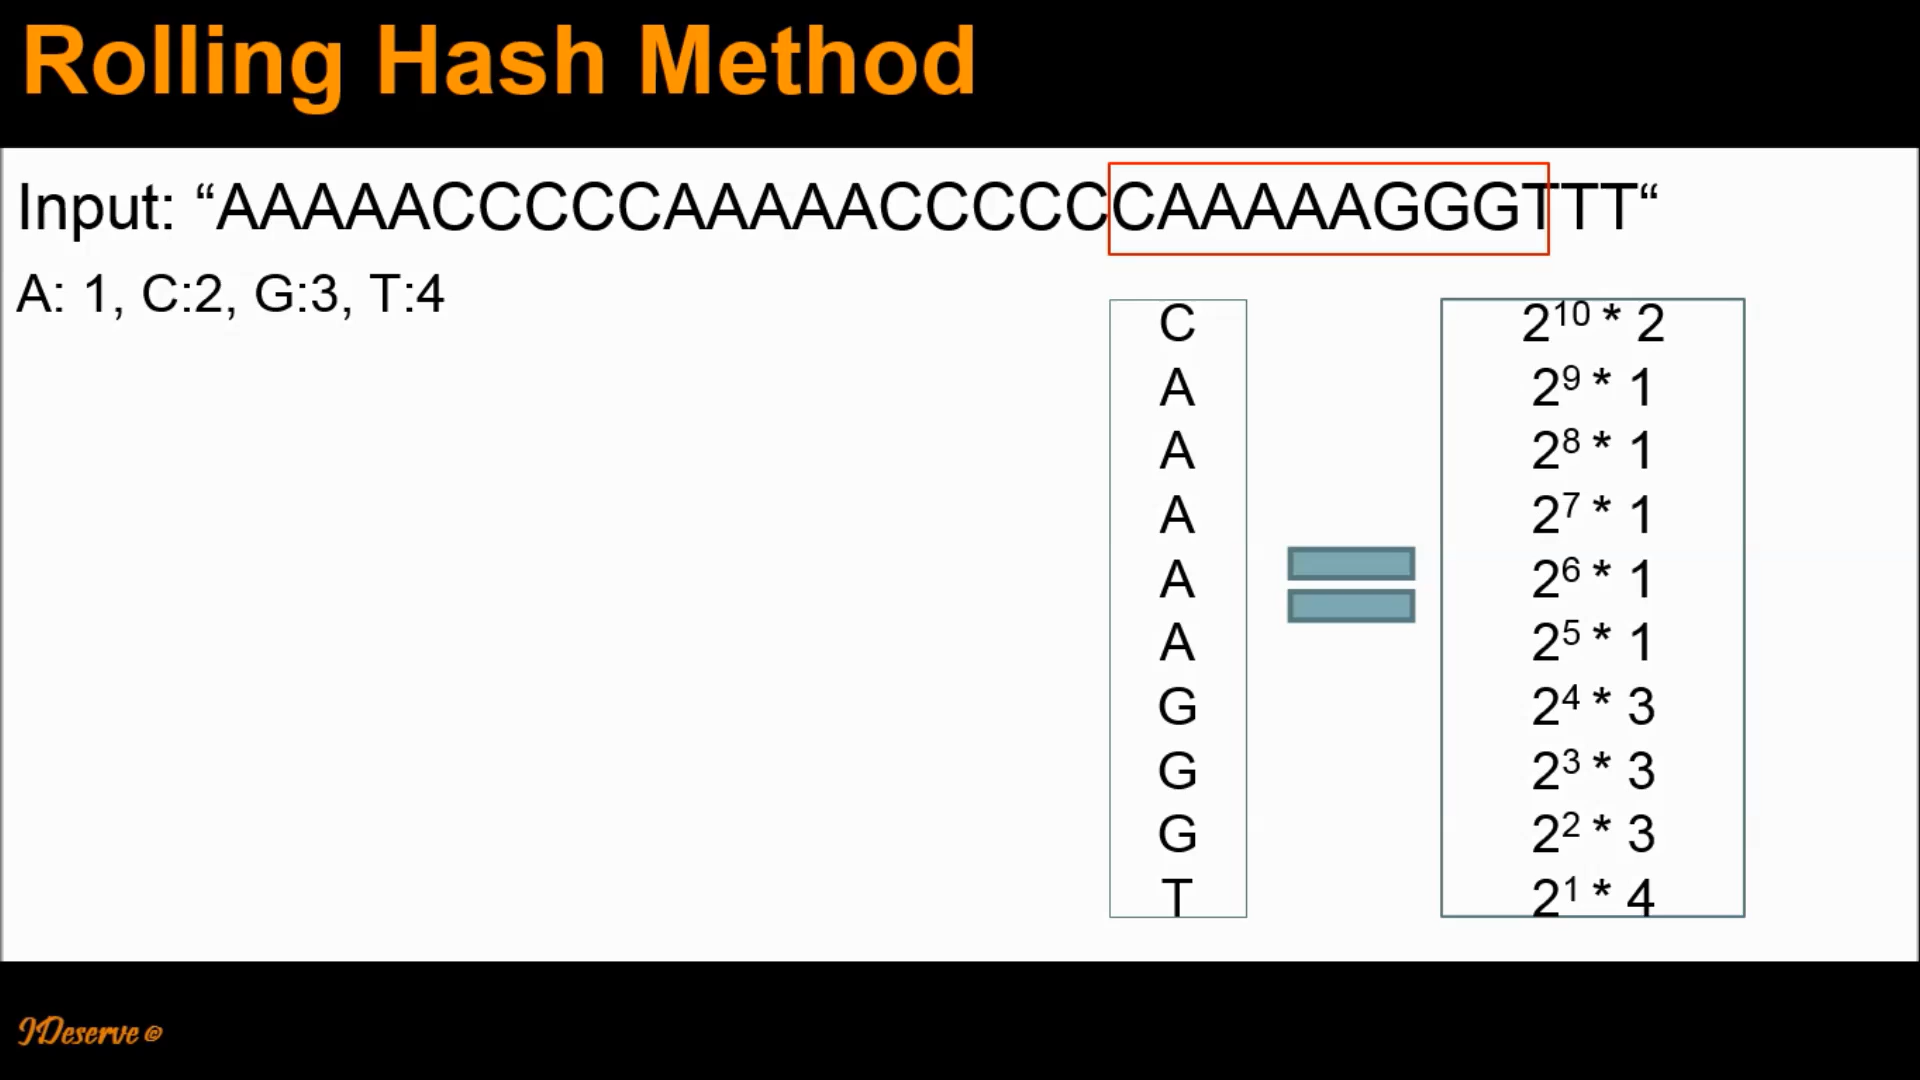 Rolling Hash Method
Input: “AAAAACCCCCAAAAACCCCCCAAAAAGGGTTT“
A: 1, C:2, G:3, T:4
C
A
A
A
A
A
G
G
G
T
2¹⁰ * 2
2⁹ * 1
2⁸ * 1
2⁷ * 1
2⁶ * 1
2⁵ * 1
2⁴ * 3
2³ * 3
2² * 3
2¹ * 4
IDeserve ©